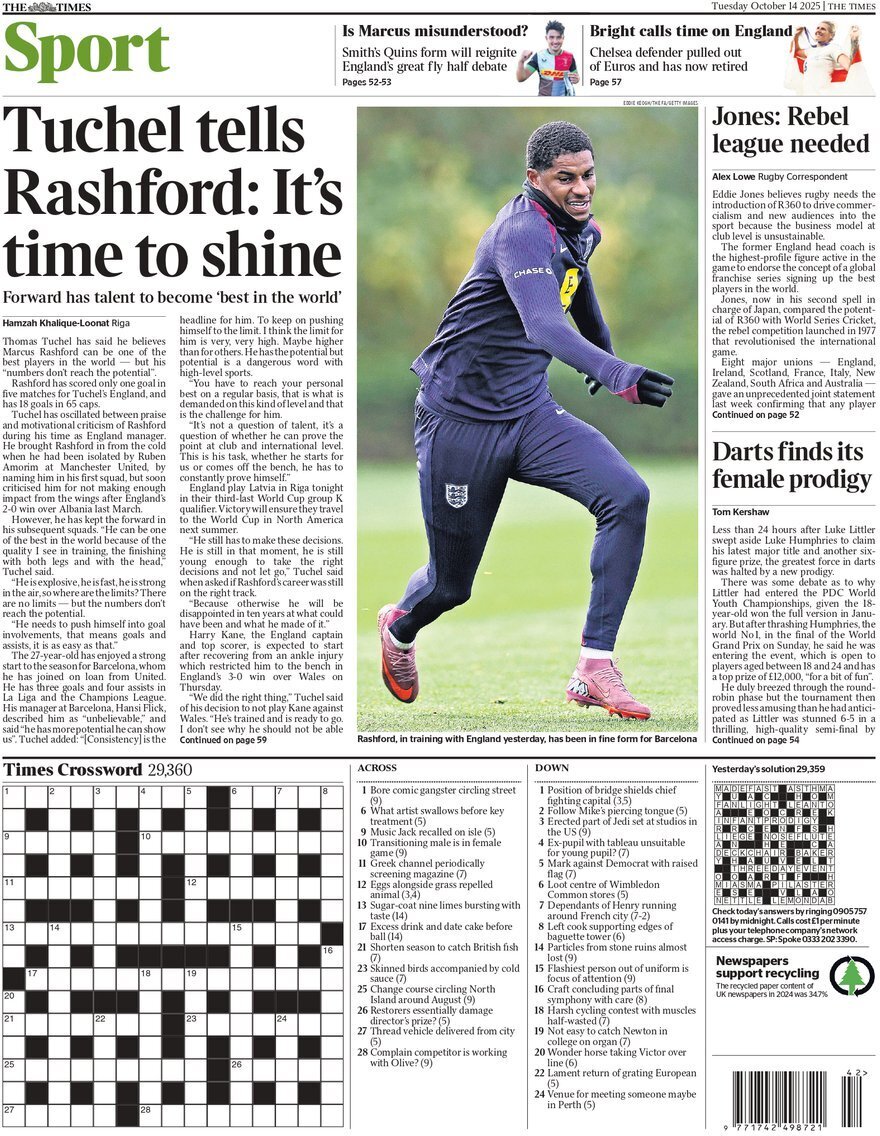 THE TIMES
Tuesday October 14 2025 | THE TIMES
Sport
Is Marcus misunderstood?
Smith's Quins form will reignite
England's great fly half debate
Pages 52-53
Bright calls time on England
Chelsea defender pulled out
of Euros and has now retired
Page 57
Tuchel tells
Rashford: It's
time to shine
Forward has talent to become 'best in the world'
Hamzah Khalique-Loonat Riga
Thomas Tuchel has said he believes
Marcus Rashford can be one of the
best players in the world — but his
"numbers don't reach the potential".
Rashford has scored only one goal in
five matches for Tuchel's England, and
has 18 goals in 65 caps.
Tuchel has oscillated between praise
and motivational criticism of Rashford
during his time as England manager.
He brought Rashford in from the cold
when he had been isolated by Ruben
Amorim at Manchester United, by
naming him in his first squad, but soon
criticised him for not making enough
impact from the wings after England's
2-0 win over Albania last March.
However, he has kept the forward in
his subsequent squads. "He can be one
of the best in the world because of the
quality I see in training, the finishing
with both legs and with the head,"
Tuchel said.
"He is explosive, he is fast, he is strong
in the air, so where are the limits? There
are no limits — but the numbers don't
reach the potential.
"He needs to push himself into goal
involvements, that means goals and
assists, it is as easy as that."
The 27-year-old has enjoyed a strong
start to the season for Barcelona, whom
he has joined on loan from United.
He has three goals and four assists in
La Liga and the Champions League.
His manager at Barcelona, Hansi Flick,
described him as "unbelievable," and
said "he has more potential he can show
us". Tuchel added: "[Consistency] is the
headline for him. To keep on pushing
himself to the limit. I think the limit for
him is very, very high. Maybe higher
than for others. He has the potential but
potential is a dangerous word with
high-level sports.
"You have to reach your personal
best on a regular basis, that is what is
demanded on this kind of level and that
is the challenge for him.
"It's not a question of talent, it's a
question of whether he can prove the
point at club and international level.
This is his task, whether he starts for
us or comes off the bench, he has to
constantly prove himself."
England play Latvia in Riga tonight
in their third-last World Cup group K
qualifier. Victory will ensure they travel
to the World Cup in North America
next summer.
"He still has to make these decisions.
He is still in that moment, he is still
young enough to take the right
decisions and not let go," Tuchel said
when asked if Rashford's career was still
on the right track.
"Because otherwise he will be
disappointed in ten years at what could
have been and what he made of it."
Harry Kane, the England captain
and top scorer, is expected to start
after recovering from an ankle injury
which restricted him to the bench in
England's 3-0 win over Wales on
Thursday.
"We did the right thing," Tuchel said
of his decision to not play Kane against
Wales. "He's trained and is ready to go.
I don't see why he should not be able
Continued on page 59
EDDIE KEOGH/THE FA/GETTY IMAGES
CHASE
Rashford, in training with England yesterday, has been in fine form for Barcelona
Jones: Rebel
league needed
Alex Lowe Rugby Correspondent
Eddie Jones believes rugby needs the
introduction of R360 to drive commer-
cialism and new audiences into the
sport because the business model at
club level is unsustainable.
The former England head coach is
the highest-profile figure active in the
game to endorse the concept of a global
franchise series signing up the best
players in the world.
Jones, now in his second spell in
charge of Japan, compared the potent-
ial of R360 with World Series Cricket,
the rebel competition launched in 1977
that revolutionised the international
game.
Eight major unions — England,
Ireland, Scotland, France, Italy, New
Zealand, South Africa and Australia —
gave an unprecedented joint statement
last week confirming that any player
Continued on page 52
Darts finds its
female prodigy
Tom Kershaw
Less than 24 hours after Luke Littler
swept aside Luke Humphries to claim
his latest major title and another six-
figure prize, the greatest force in darts
was halted by a new prodigy.
There was some debate as to why
Littler had entered the PDC World
Youth Championships, given the 18-
year-old won the full version in Janu-
ary. But after thrashing Humphries, the
world No1, in the final of the World
Grand Prix on Sunday, he said he was
entering the event, which is open to
players aged between 18 and 24 and has
a top prize of £12,000, "for a bit of fun".
He duly breezed through the round-
robin phase but the tournament then
proved less amusing than he had antici-
pated as Littler was stunned 6-5 in a
thrilling, high-quality semi-final by
Continued on page 54
Times Crossword 29,360
1 2 3 4 5 6 7 8
9 10
11 12
13 14 15
16
17 18 19
20
21 22 23 24
25 26
27 28
ACROSS
1 Bore comic gangster circling street
(9)
6 What artist swallows before key
treatment (5)
9 Music Jack recalled on isle (5)
10 Transitioning male is in female
game (9)
11 Greek channel periodically
screening magazine (7)
12 Eggs alongside grass repelled
animal (3,4)
13 Sugar-coat nine limes bursting with
taste (14)
17 Excess drink and date cake before
ball (14)
21 Shorten season to catch British fish
(7)
23 Skinned birds accompanied by cold
sauce (7)
25 Change course circling North
Island around August (9)
26 Restorers essentially damage
director's prize? (5)
27 Thread vehicle delivered from city
(5)
28 Complain competitor is working
with Olive? (9)
DOWN
1 Position of bridge shields chief
fighting capital (3,5)
2 Follow Mike's piercing tongue (5)
3 Erected part of Jedi set at studios in
the US (9)
4 Ex-pupil with tableau unsuitable
for young pupil? (7)
5 Mark against Democrat with raised
flag (7)
6 Loot centre of Wimbledon
Common stores (5)
7 Dependants of Henry running
around French city (7-2)
8 Left cook supporting edges of
baguette tower (6)
14 Particles from stone ruins almost
lost (9)
15 Flashiest person out of uniform is
focus of attention (9)
16 Craft concluding parts of final
symphony with care (8)
18 Harsh cycling contest with muscles
half-wasted (7)
19 Not easy to catch Newton in
college on organ (7)
20 Wonder horse taking Victor over
line (6)
22 Lament return of grating European
(5)
24 Venue for meeting someone maybe
in Perth (5)
Yesterday's solution 29,359
MADEFAST ASTHMA
FANLIGHT LEANTO
INFANTPRODIGY
LIEGE NOSEFLUTE
DECKCHAIR BAKER
THREEDAYEVENT
MIASMA PILASTER
NETTLE LEMONDAB
Check today's answers by ringing 0905 757
0141 by midnight. Calls cost £1 per minute
plus your telephone company's network
access charge. SP: Spoke 0333 202 3390.
Newspapers
support recycling
The recycled paper content of
UK newspapers in 2024 was 34.7%
42>
9 771742 498721